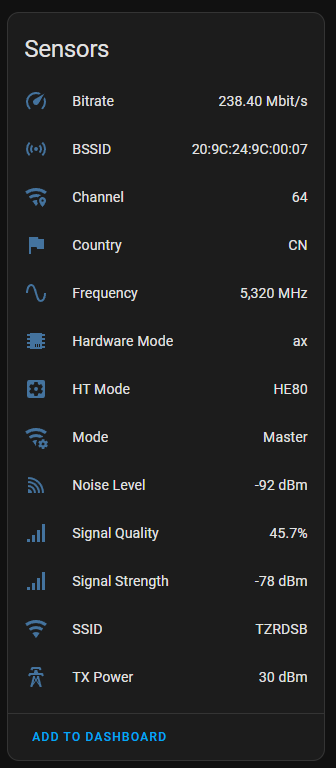 Sensors
Bitrate 238.40 Mbit/s
BSSID 20:9C:24:9C:00:07
Channel 64
Country CN
Frequency 5,320 MHz
Hardware Mode ax
HT Mode HE80
Mode Master
Noise Level -92 dBm
Signal Quality 45.7%
Signal Strength -78 dBm
SSID TZRDSB
TX Power 30 dBm
ADD TO DASHBOARD